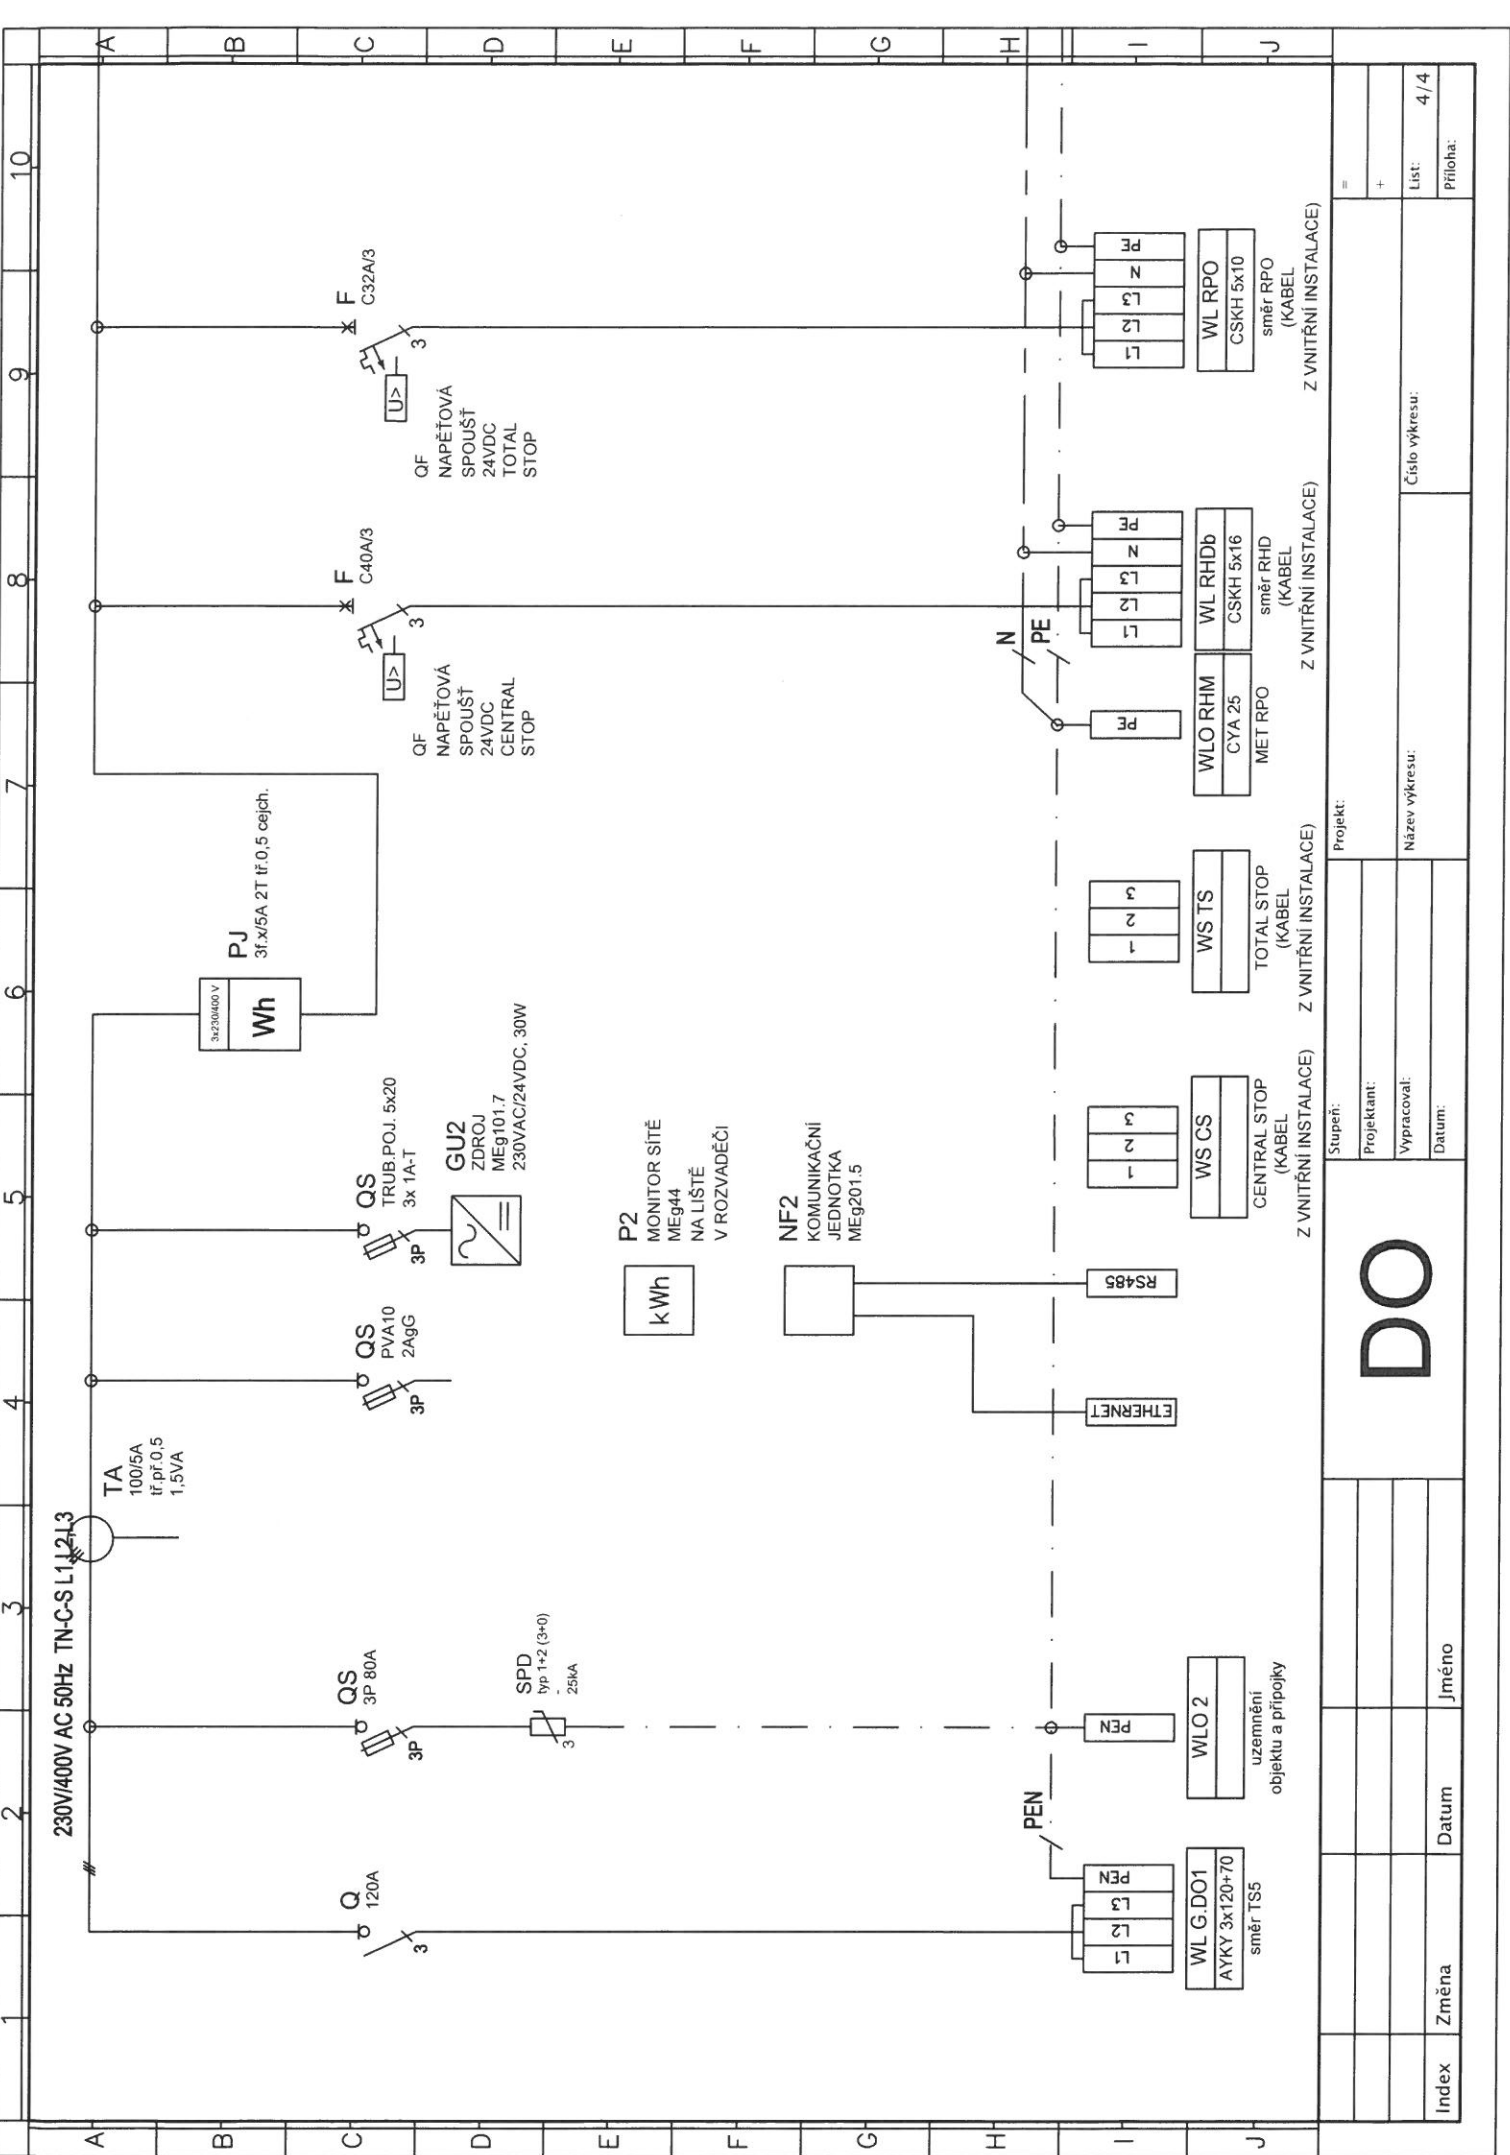 1 2 3 4 5 6 7 8 9 10
A
B
C
D
E
F
G
H
I
J
A
B
C
D
E
F
G
H
I
J
230V/400V AC 50Hz TN-C-S L1,L2,L3
Q
120A
3
QS
3P 80A
3P
SPD
typ 1+2 (3+0)
-
25kA
3
TA
100/5A
tř.př.0,5
1,5VA
QS
PVA10
2AgG
3P
QS
TRUB.POJ. 5x20
3x 1A-T
3P
GU2
ZDROJ
MEg101.7
230VAC/24VDC, 30W
P2
MONITOR SÍTĚ
MEg44
NA LIŠTĚ
V ROZVADĚČI
kWh
NF2
KOMUNIKAČNÍ
JEDNOTKA
MEg201.5
PJ
3f.x/5A 2T tř.0,5 cejch.
3x230/400 V
Wh
F
C40A/3
U>
3
QF
NAPĚŤOVÁ
SPOUŠŤ
24VDC
CENTRAL
STOP
F
C32A/3
U>
3
QF
NAPĚŤOVÁ
SPOUŠŤ
24VDC
TOTAL
STOP
PEN
N
PE
L1 L2 L3 PEN
WL G.DO1
AYKY 3x120+70
směr TS5
PEN
WLO 2
uzemnění
objektu a přípojky
ETHERNET
RS485
1 2 3
WS CS
CENTRAL STOP
(KABEL
Z VNITŘNÍ INSTALACE)
1 2 3
WS TS
TOTAL STOP
(KABEL
Z VNITŘNÍ INSTALACE)
PE
WLO RHM
CYA 25
MET RPO
L1 L2 L3 N PE
WL RHDb
CSKH 5x16
směr RHD
(KABEL
Z VNITŘNÍ INSTALACE)
L1 L2 L3 N PE
WL RPO
CSKH 5x10
směr RPO
(KABEL
Z VNITŘNÍ INSTALACE)
Index Změna Datum Jméno
DO
Stupeň:
Projektant:
Vypracoval:
Datum:
Projekt:
Název výkresu:
Číslo výkresu:
=
+
List: 4/4
Příloha: